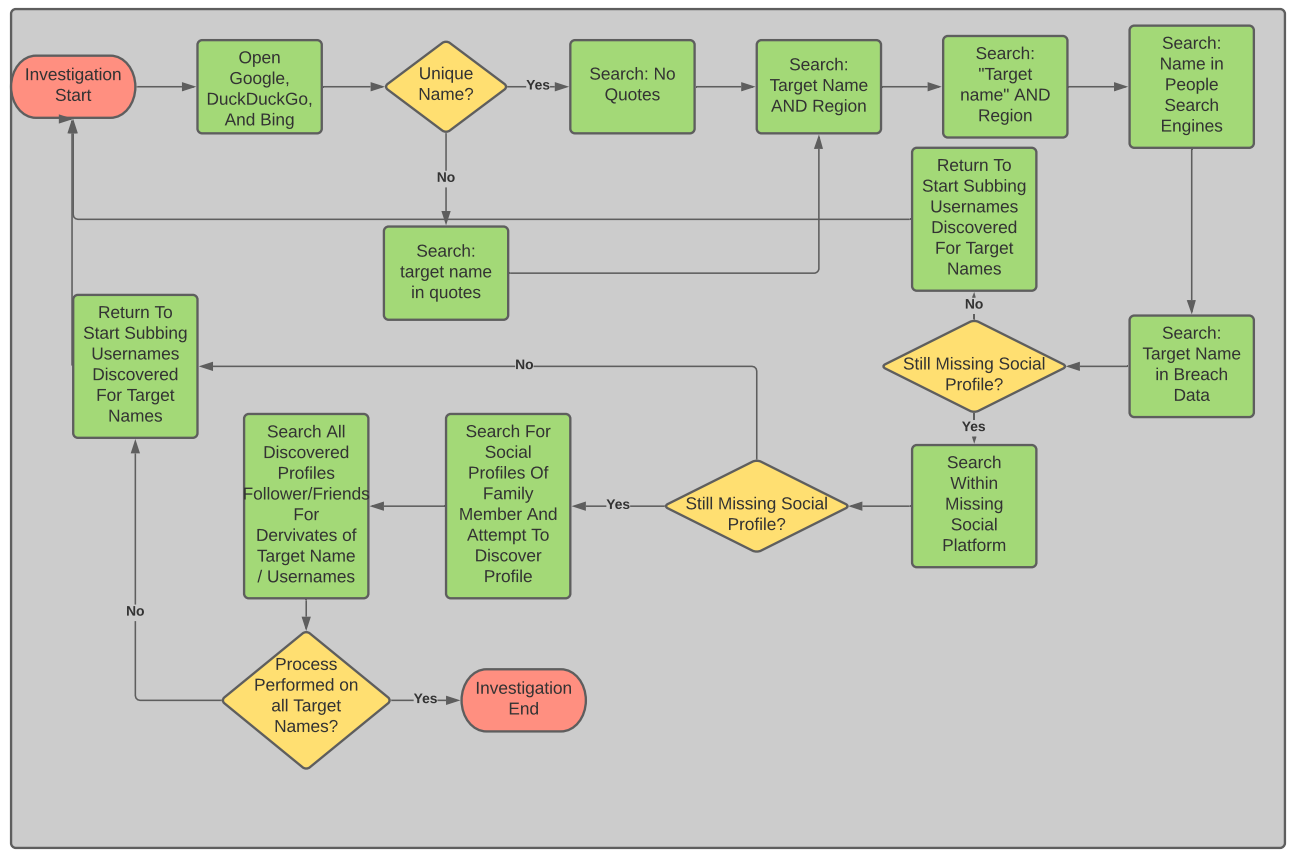 Investigation
Start
Open
Google,
DuckDuckGo,
And Bing
Unique
Name?
Yes
Search: No
Quotes
Search:
Target Name
AND Region
Search:
"Target
name" AND
Region
Search:
Name in
People
Search
Engines
No
Search:
target name
in quotes
Return To
Start Subbing
Usernames
Discovered
For Target
Names
No
Still Missing Social
Profile?
Yes
Search:
Target Name
in Breach
Data
Return To
Start Subbing
Usernames
Discovered
For Target
Names
No
Search All
Discovered
Profiles
Follower/Friends
For
Dervivates of
Target Name
/ Usernames
Search For
Social
Profiles Of
Family
Member And
Attempt To
Discover
Profile
Yes
Still Missing Social
Profile?
Search
Within
Missing
Social
Platform
No
Process
Performed on
all Target
Names?
Yes
Investigation
End